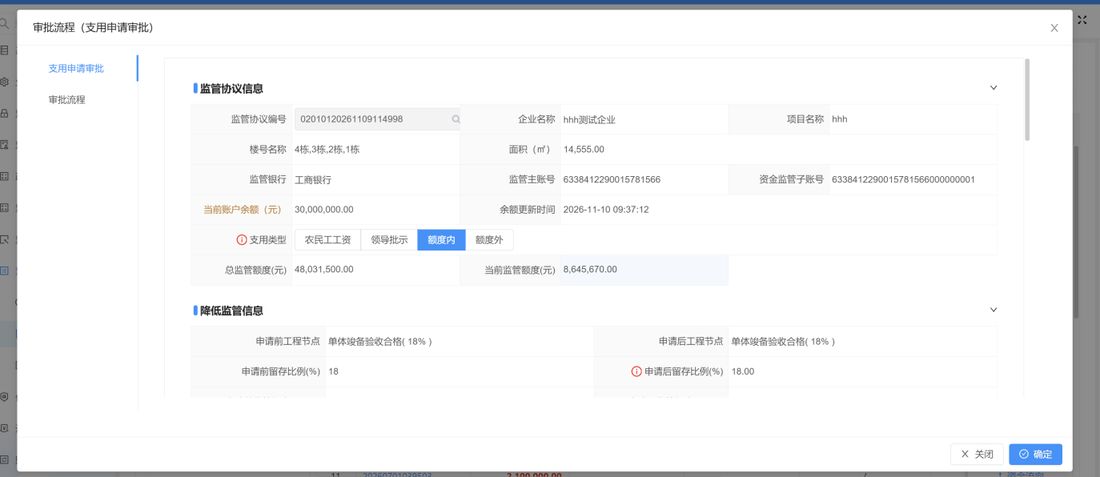 审批流程（支用申请审批）
支用申请审批
审批流程
监管协议信息
监管协议编号 02010120261109114998 企业名称 hhh测试企业 项目名称 hhh
楼号名称 4栋,3栋,2栋,1栋 面积（㎡） 14,555.00
监管银行 工商银行 监管主账号 6338412290015781566 资金监管子账号 6338412290015781566000000001
当前账户余额（元） 30,000,000.00 余额更新时间 2026-11-10 09:37:12
支用类型 农民工工资 领导批示 额度内 额度外
总监管额度(元) 48,031,500.00 当前监管额度(元) 8,645,670.00
降低监管信息
申请前工程节点 单体竣备验收合格( 18% ) 申请后工程节点 单体竣备验收合格( 18% )
申请前留存比例(%) 18 申请后留存比例(%) 18.00
关闭 确定